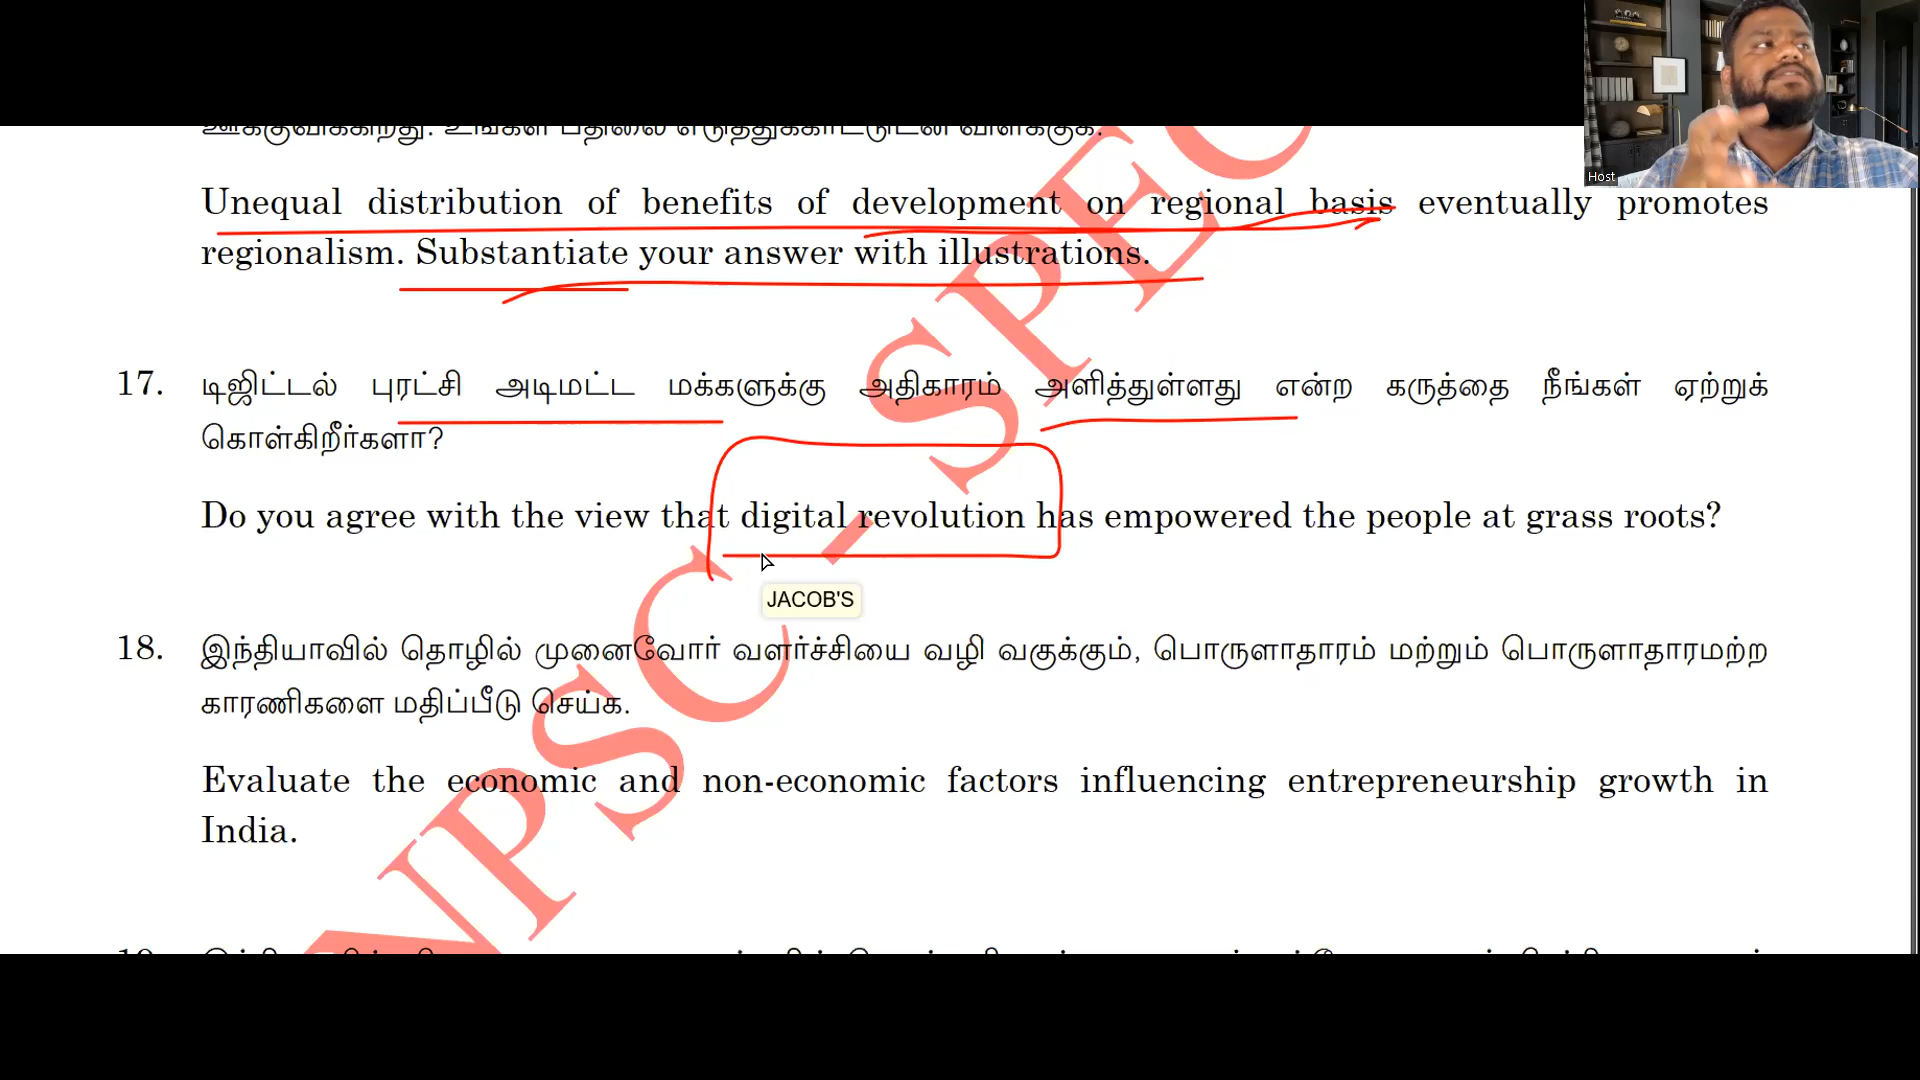 Host
Unequal distribution of benefits of development on regional basis eventually promotes
regionalism. Substantiate your answer with illustrations.
17. டிஜிட்டல் புரட்சி அடிமட்ட மக்களுக்கு அதிகாரம் அளித்துள்ளது என்ற கருத்தை நீங்கள் ஏற்றுக்
கொள்கிறீர்களா?
Do you agree with the view that digital revolution has empowered the people at grass roots?
JACOB'S
18. இந்தியாவில் தொழில் முனைவோர் வளர்ச்சியை வழி வகுக்கும், பொருளாதாரம் மற்றும் பொருளாதாரமற்ற
காரணிகளை மதிப்பீடு செய்க.
Evaluate the economic and non-economic factors influencing entrepreneurship growth in
India.
NPSC - SPEC